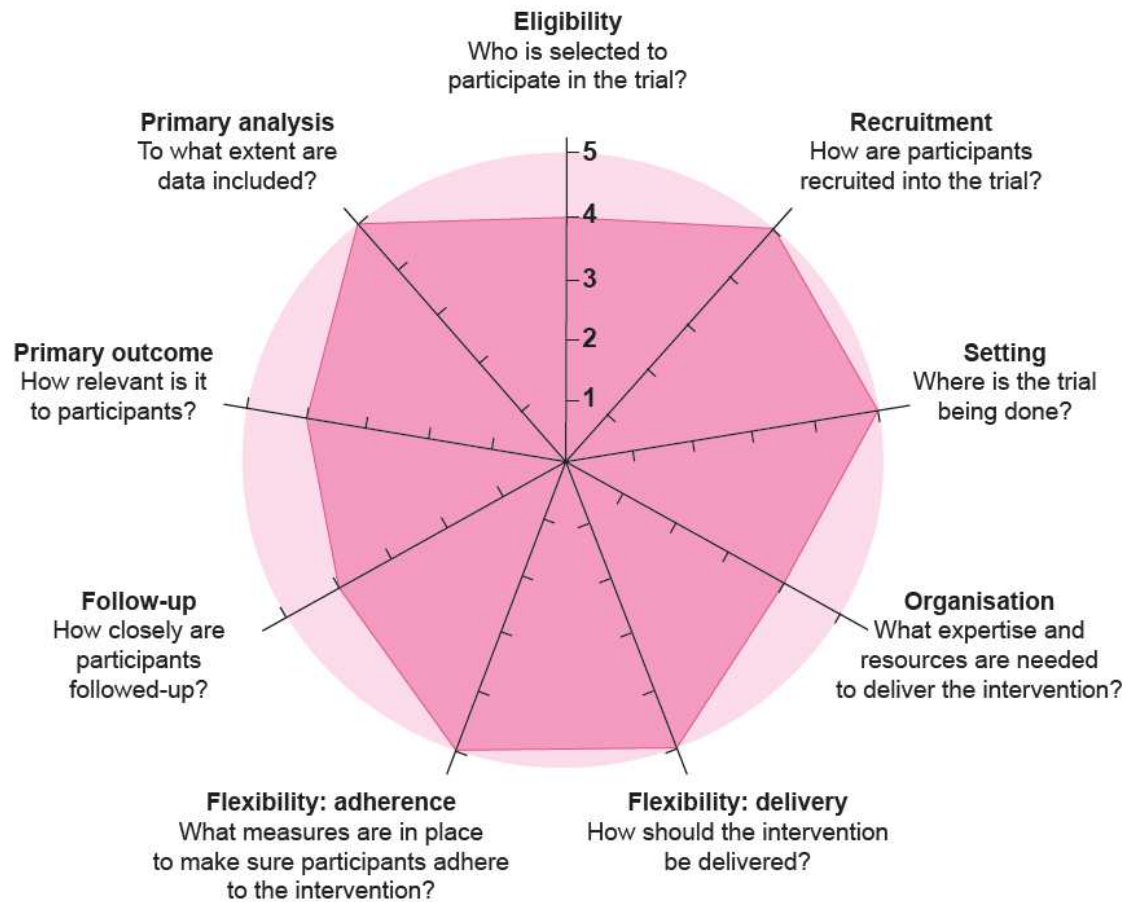 Eligibility
Who is selected to
participate in the trial?
Recruitment
How are participants
recruited into the trial?
Setting
Where is the trial
being done?
Organisation
What expertise and
resources are needed
to deliver the intervention?
Flexibility: delivery
How should the intervention
be delivered?
Flexibility: adherence
What measures are in place
to make sure participants adhere
to the intervention?
Follow-up
How closely are
participants
followed-up?
Primary outcome
How relevant is it
to participants?
Primary analysis
To what extent are
data included?
5
4
3
2
1